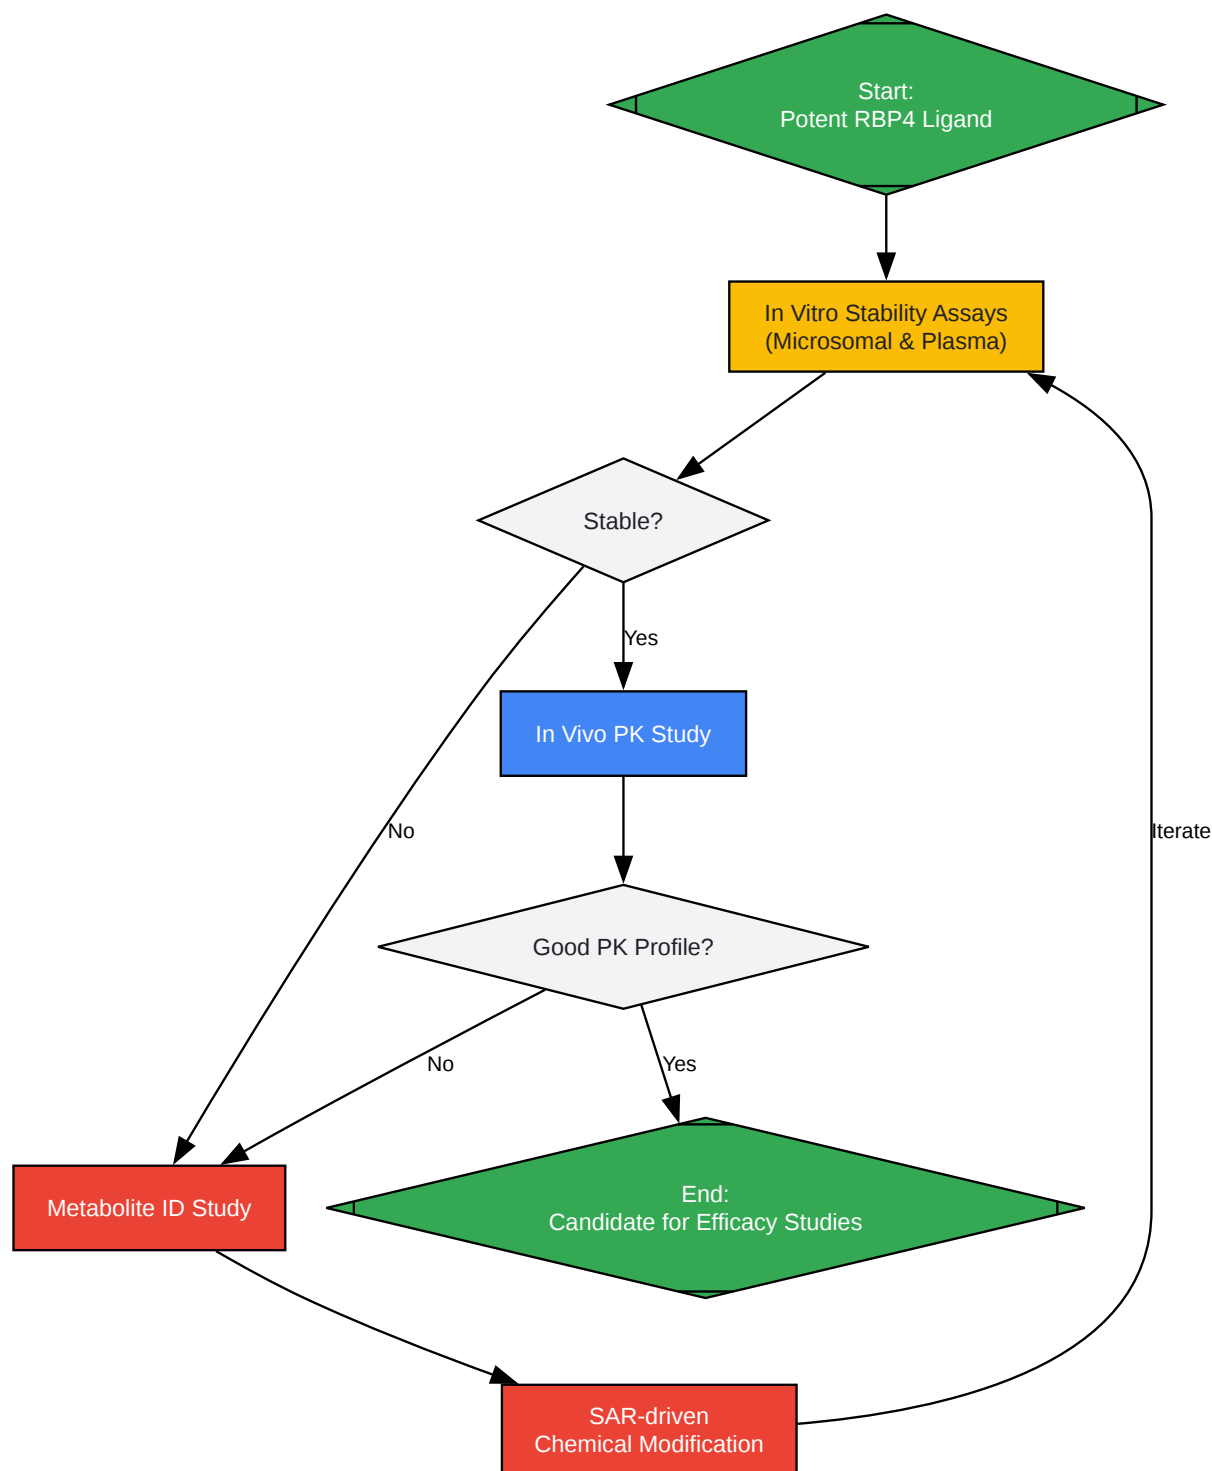 Start:
Potent RBP4 Ligand
In Vitro Stability Assays
(Microsomal & Plasma)
Stable?
Yes
In Vivo PK Study
No
Iterate
Good PK Profile?
No
Yes
Metabolite ID Study
End:
Candidate for Efficacy Studies
SAR-driven
Chemical Modification